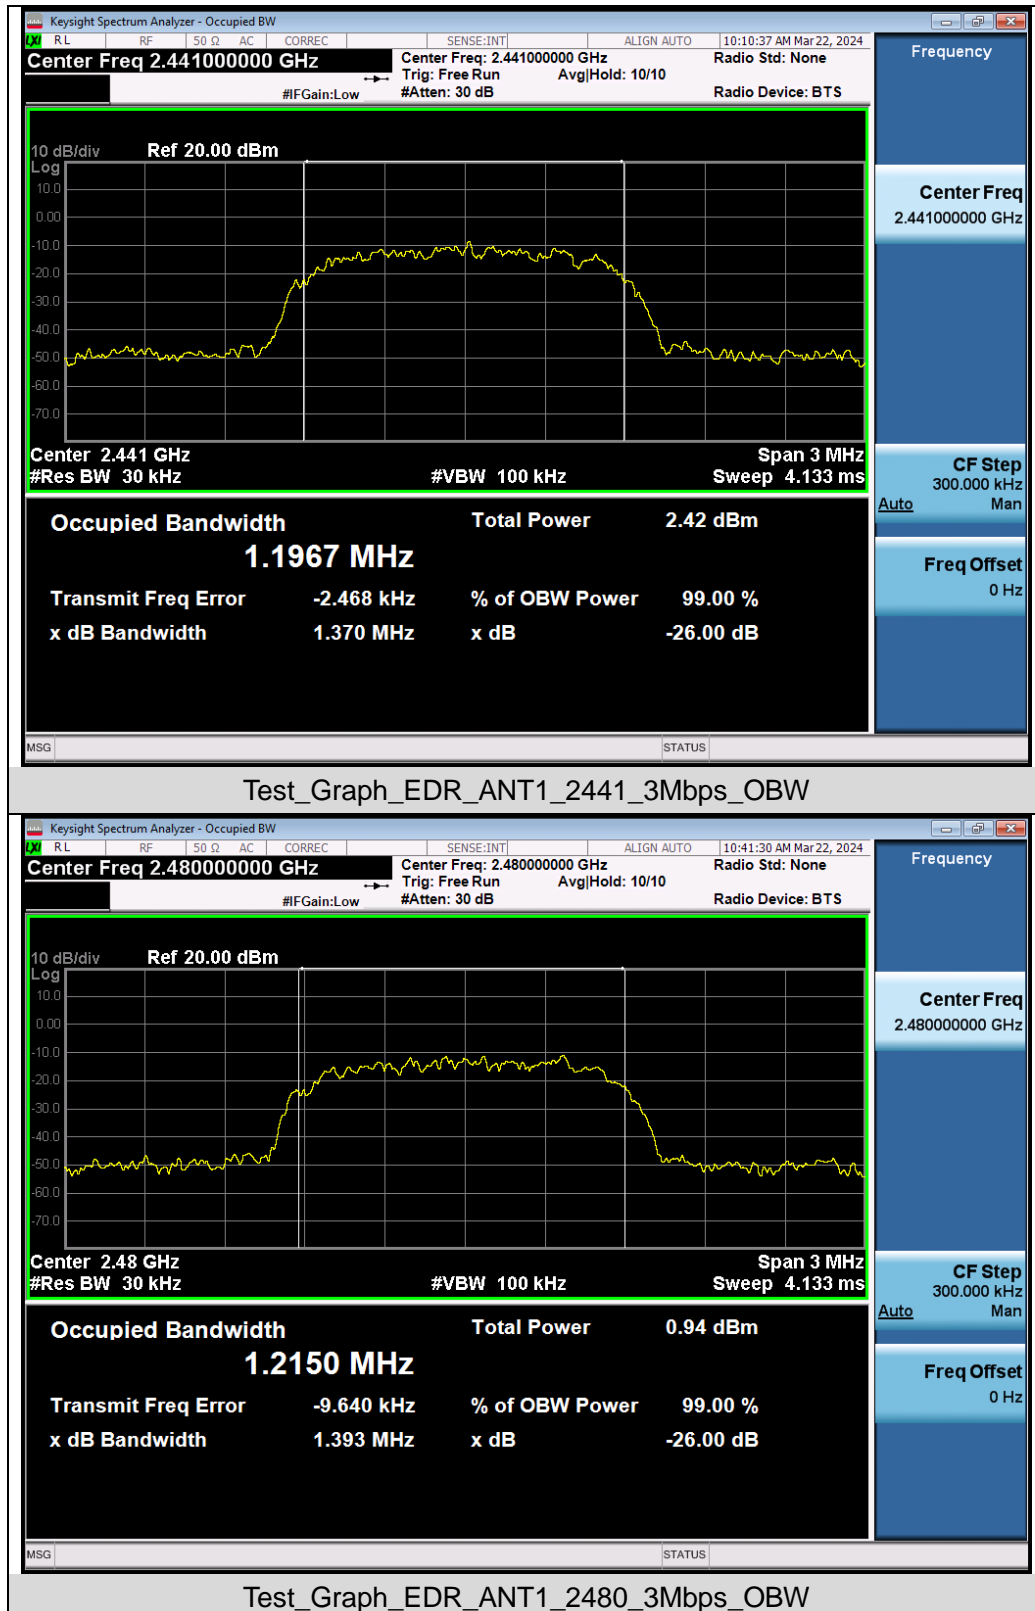 Keysight Spectrum Analyzer - Occupied BW
LXI RL RF 50 Ω AC CORREC SENSE:INT ALIGN AUTO 10:10:37 AM Mar 22, 2024
Center Freq 2.441000000 GHz
Center Freq: 2.441000000 GHz
Radio Std: None
Trig: Free Run Avg|Hold: 10/10
#IFGain:Low
#Atten: 30 dB
Radio Device: BTS
Frequency
10 dB/div Ref 20.00 dBm
Log
10.0
0.00
-10.0
-20.0
-30.0
-40.0
-50.0
-60.0
-70.0
Center Freq
2.441000000 GHz
Center 2.441 GHz Span 3 MHz
#Res BW 30 kHz #VBW 100 kHz Sweep 4.133 ms
CF Step
300.000 kHz
Auto Man
Occupied Bandwidth Total Power 2.42 dBm
1.1967 MHz
Transmit Freq Error -2.468 kHz % of OBW Power 99.00 %
x dB Bandwidth 1.370 MHz x dB -26.00 dB
Freq Offset
0 Hz
MSG STATUS
Test_Graph_EDR_ANT1_2441_3Mbps_OBW
Keysight Spectrum Analyzer - Occupied BW
LXI RL RF 50 Ω AC CORREC SENSE:INT ALIGN AUTO 10:41:30 AM Mar 22, 2024
Center Freq 2.480000000 GHz
Center Freq: 2.480000000 GHz
Radio Std: None
Trig: Free Run Avg|Hold: 10/10
#IFGain:Low
#Atten: 30 dB
Radio Device: BTS
Frequency
10 dB/div Ref 20.00 dBm
Log
10.0
0.00
-10.0
-20.0
-30.0
-40.0
-50.0
-60.0
-70.0
Center Freq
2.480000000 GHz
Center 2.48 GHz Span 3 MHz
#Res BW 30 kHz #VBW 100 kHz Sweep 4.133 ms
CF Step
300.000 kHz
Auto Man
Occupied Bandwidth Total Power 0.94 dBm
1.2150 MHz
Transmit Freq Error -9.640 kHz % of OBW Power 99.00 %
x dB Bandwidth 1.393 MHz x dB -26.00 dB
Freq Offset
0 Hz
MSG STATUS
Test_Graph_EDR_ANT1_2480_3Mbps_OBW